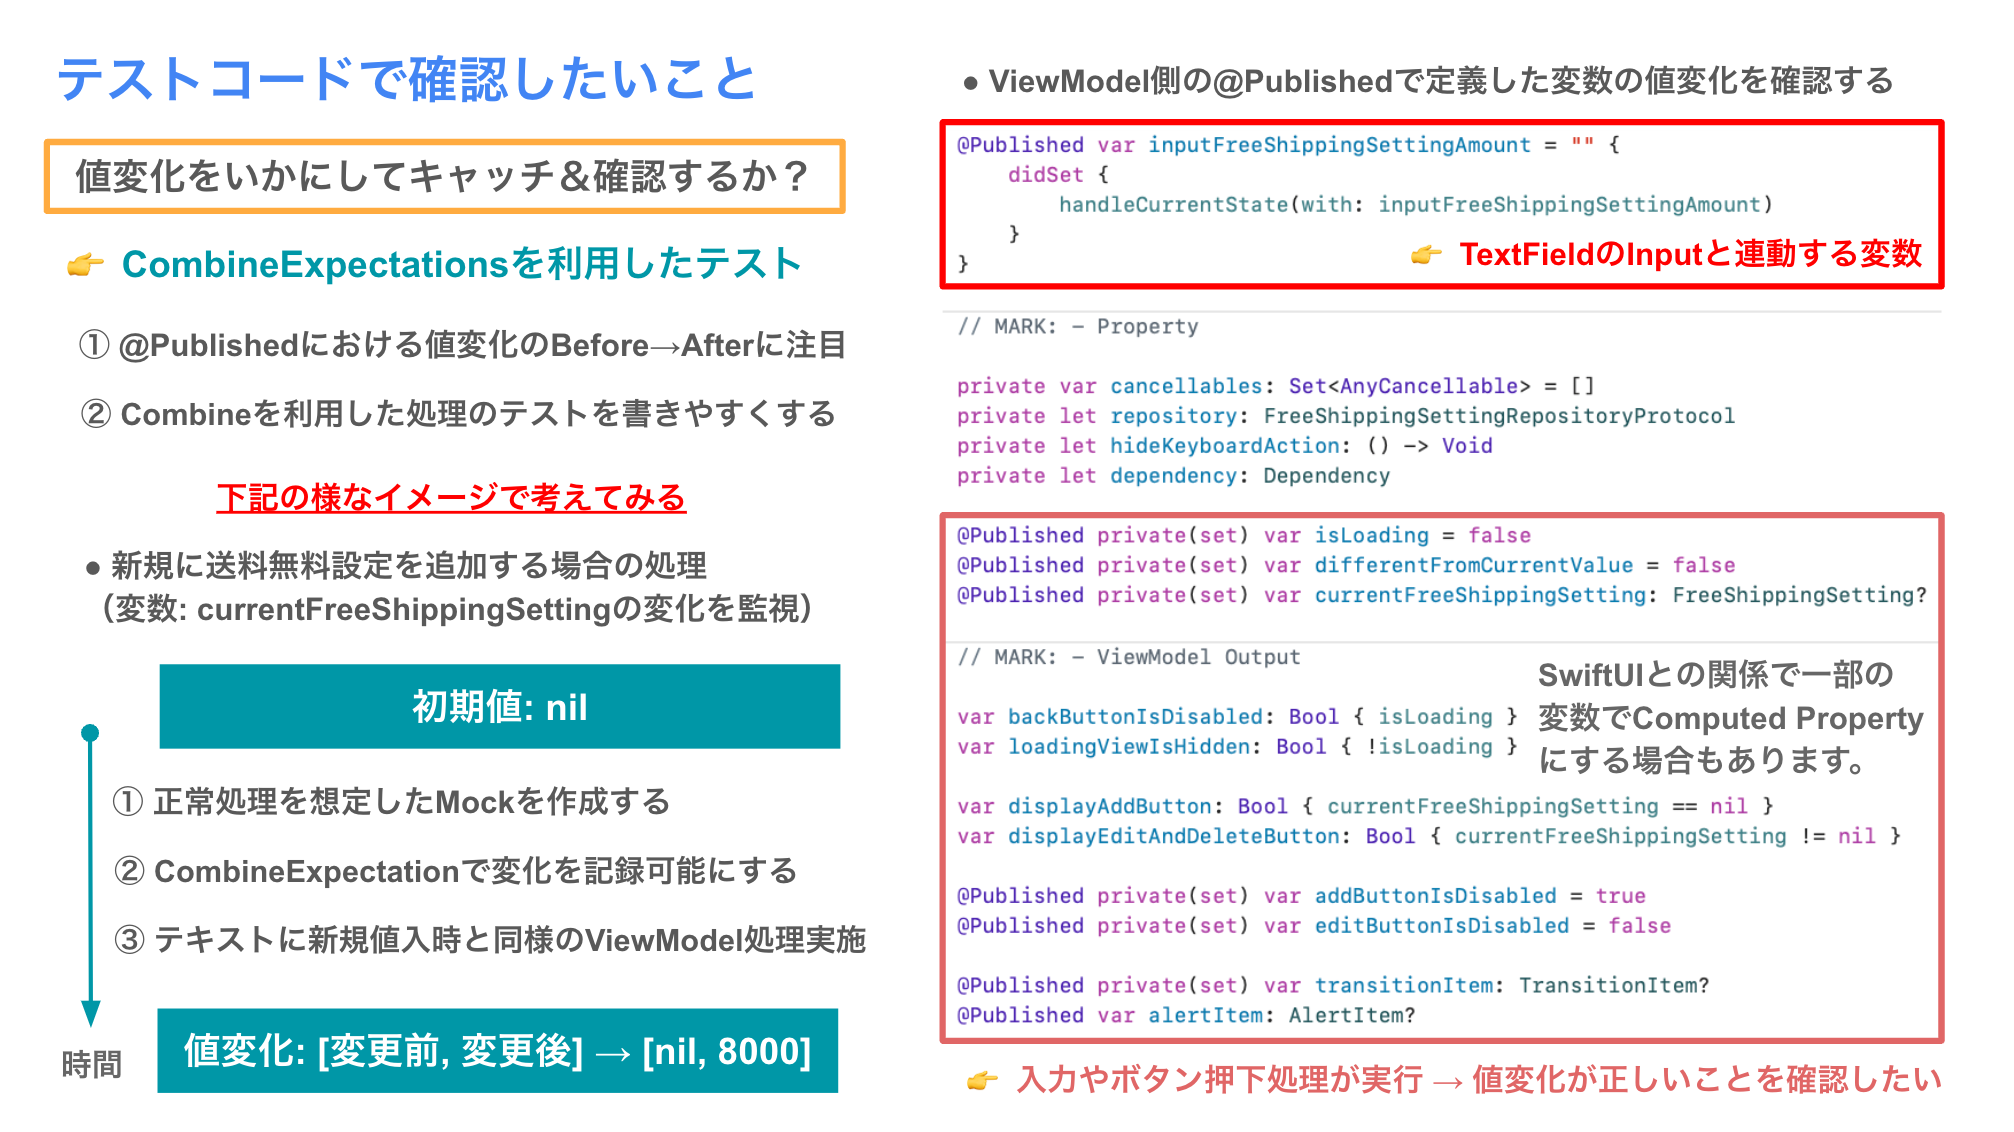 テストコードで確認したいこと
値変化をいかにしてキャッチ＆確認するか？
👉 CombineExpectationsを利用したテスト
① @Publishedにおける値変化のBefore→Afterに注目
② Combineを利用した処理のテストを書きやすくする
下記の様なイメージで考えてみる
● 新規に送料無料設定を追加する場合の処理
（変数: currentFreeShippingSettingの変化を監視）
初期値: nil
① 正常処理を想定したMockを作成する
② CombineExpectationで変化を記録可能にする
③ テキストに新規値入時と同様のViewModel処理実施
時間
値変化: [変更前, 変更後] → [nil, 8000]
● ViewModel側の@Publishedで定義した変数の値変化を確認する
@Published var inputFreeShippingSettingAmount = "" {
didSet {
handleCurrentState(with: inputFreeShippingSettingAmount)
}
}
👉 TextFieldのInputと連動する変数
// MARK: - Property
private var cancellables: Set<AnyCancellable> = []
private let repository: FreeShippingSettingRepositoryProtocol
private let hideKeyboardAction: () -> Void
private let dependency: Dependency
@Published private(set) var isLoading = false
@Published private(set) var differentFromCurrentValue = false
@Published private(set) var currentFreeShippingSetting: FreeShippingSetting?
// MARK: - ViewModel Output
var backButtonIsDisabled: Bool { isLoading }
var loadingViewIsHidden: Bool { !isLoading }
SwiftUIとの関係で一部の
変数でComputed Property
にする場合もあります。
var displayAddButton: Bool { currentFreeShippingSetting == nil }
var displayEditAndDeleteButton: Bool { currentFreeShippingSetting != nil }
@Published private(set) var addButtonIsDisabled = true
@Published private(set) var editButtonIsDisabled = false
@Published private(set) var transitionItem: TransitionItem?
@Published var alertItem: AlertItem?
👉 入力やボタン押下処理が実行 → 値変化が正しいことを確認したい